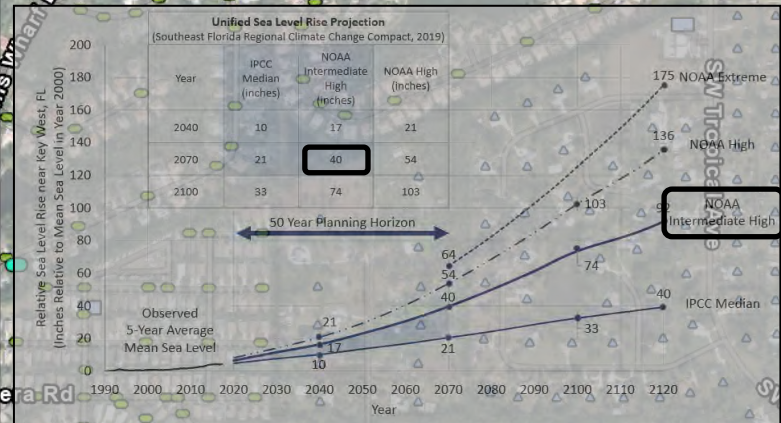 Unified Sea Level Rise Projection
(Southeast Florida Regional Climate Change Compact, 2019)
Year
IPCC
Median
(inches)
NOAA
Intermediate
High
(inches)
NOAA High
(inches)
2040 10 17 21
2070 21 40 54
2100 33 74 103
Relative Sea Level Rise near Key West, FL
(Inches Relative to Mean Sea Level in Year 2000)
200
180
160
140
120
100
80
60
40
20
0
50 Year Planning Horizon
Observed
5-Year Average
Mean Sea Level
175 NOAA Extreme
136
NOAA High
103
92
NOAA
Intermediate High
74
64
54
40
40
IPCC Median
33
21
21
17
10
1990 2000 2010 2020 2030 2040 2050 2060 2070 2080 2090 2100 2110 2120
Year
SW Tropica Ave
s Wharf
era Rd